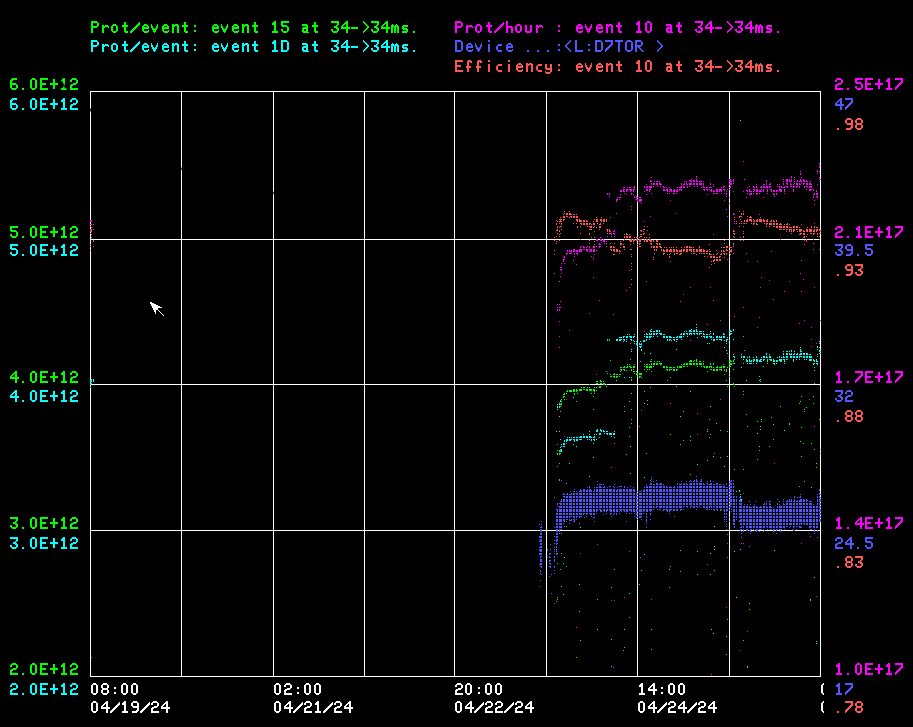 Prot/event: event 15 at 34->34ms.
Prot/event: event 1D at 34->34ms.
Prot/hour : event 10 at 34->34ms.
Device ...:<L:D7TOR >
Efficiency: event 10 at 34->34ms.
6.0E+12
6.0E+12
2.5E+17
47
.98
5.0E+12
5.0E+12
2.1E+17
39.5
.93
4.0E+12
4.0E+12
1.7E+17
32
.88
3.0E+12
3.0E+12
1.4E+17
24.5
.83
2.0E+12
2.0E+12
1.0E+17
17
.78
08:00
04/19/24
02:00
04/21/24
20:00
04/22/24
14:00
04/24/24